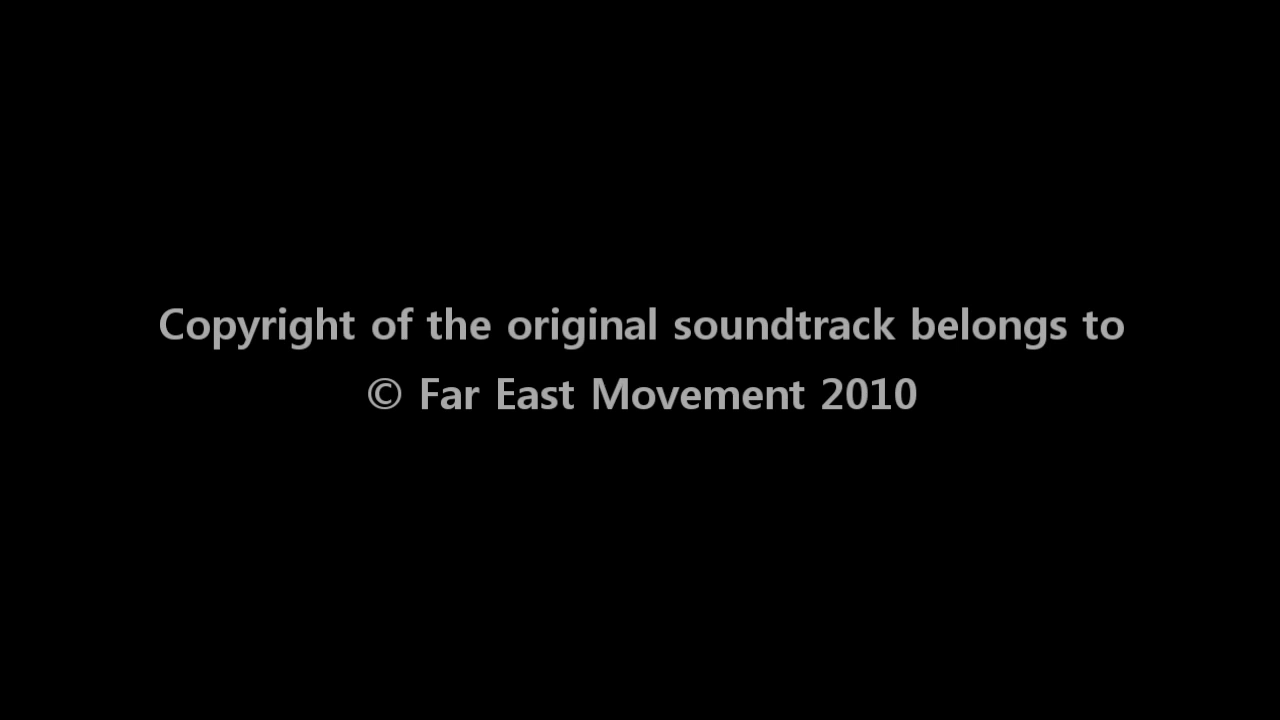 Copyright of the original soundtrack belongs to
© Far East Movement 2010